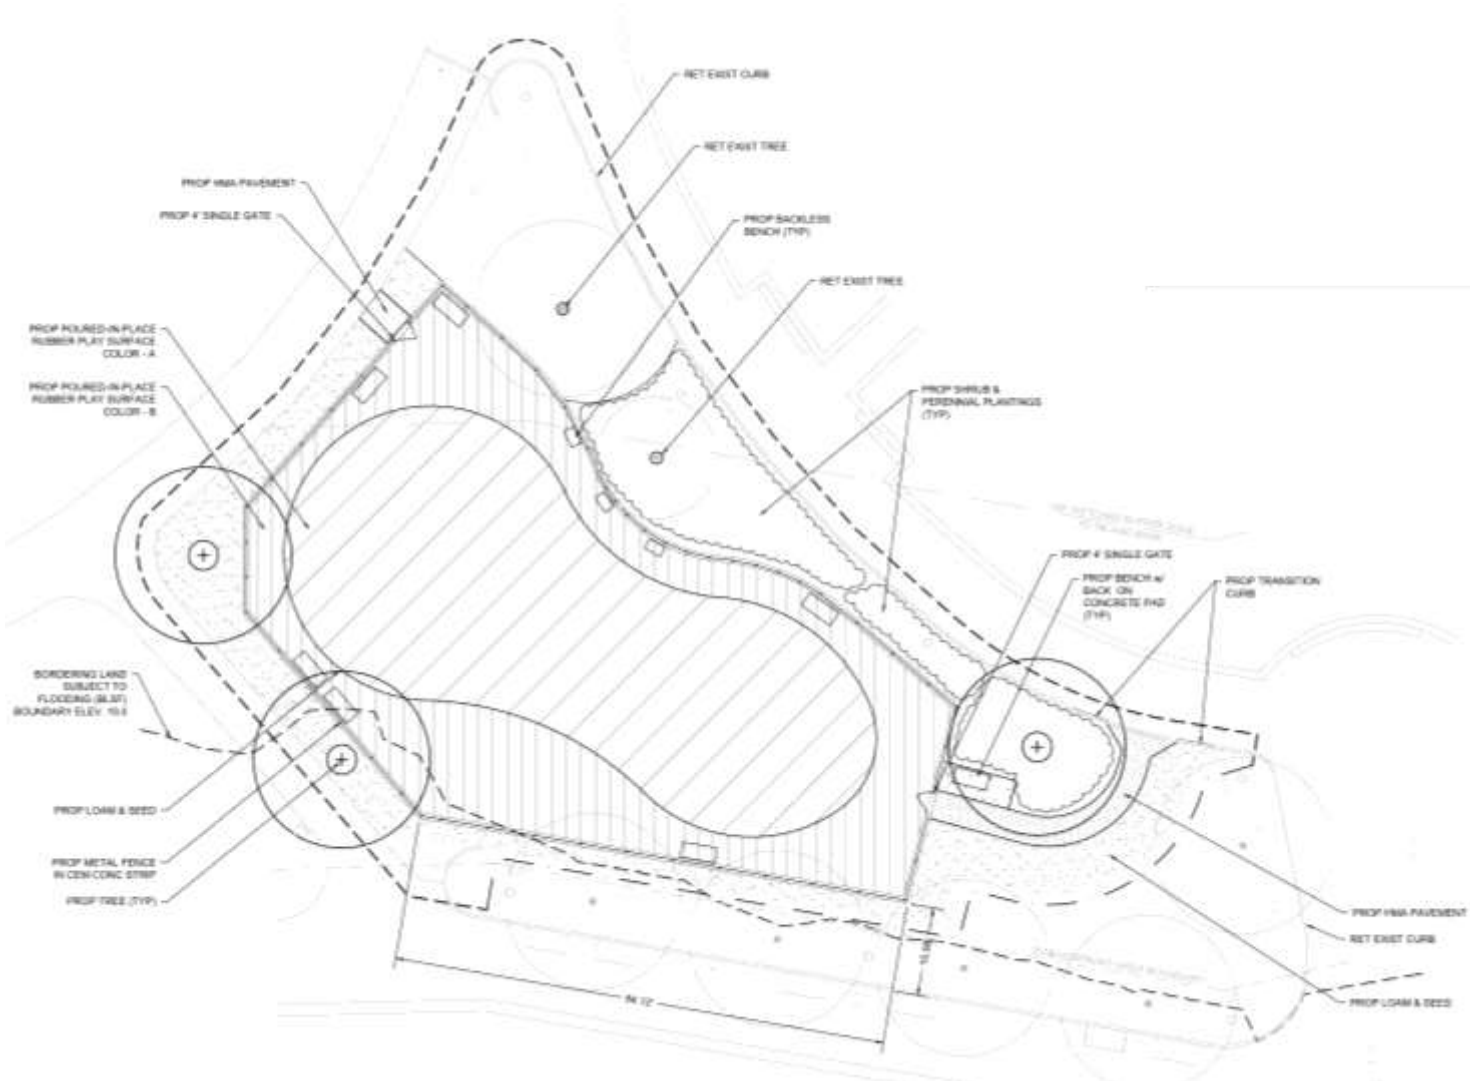 RET EXIST CURB
RET EXIST TREE
PROP HMA PAVEMENT
PROP 4' SINGLE GATE
PROP BACKLESS
BENCH (TYP)
RET EXIST TREE
PROP POURED-IN-PLACE
RUBBER PLAY SURFACE
COLOR - A
PROP POURED-IN-PLACE
RUBBER PLAY SURFACE
COLOR - B
PROP SHRUB &
PERENNIAL PLANTINGS
(TYP)
PROP 4' SINGLE GATE
PROP BENCH w/
BACK ON
CONCRETE PAD
(TYP)
PROP TRANSITION
CURB
BORDERING LAND
SUBJECT TO
FLOODING (BLSF)
BOUNDARY ELEV.
PROP LOAM & SEED
PROP METAL FENCE
IN CEM CONC STRIP
PROP TREE (TYP)
PROP HMA PAVEMENT
RET EXIST CURB
PROP LOAM & SEED